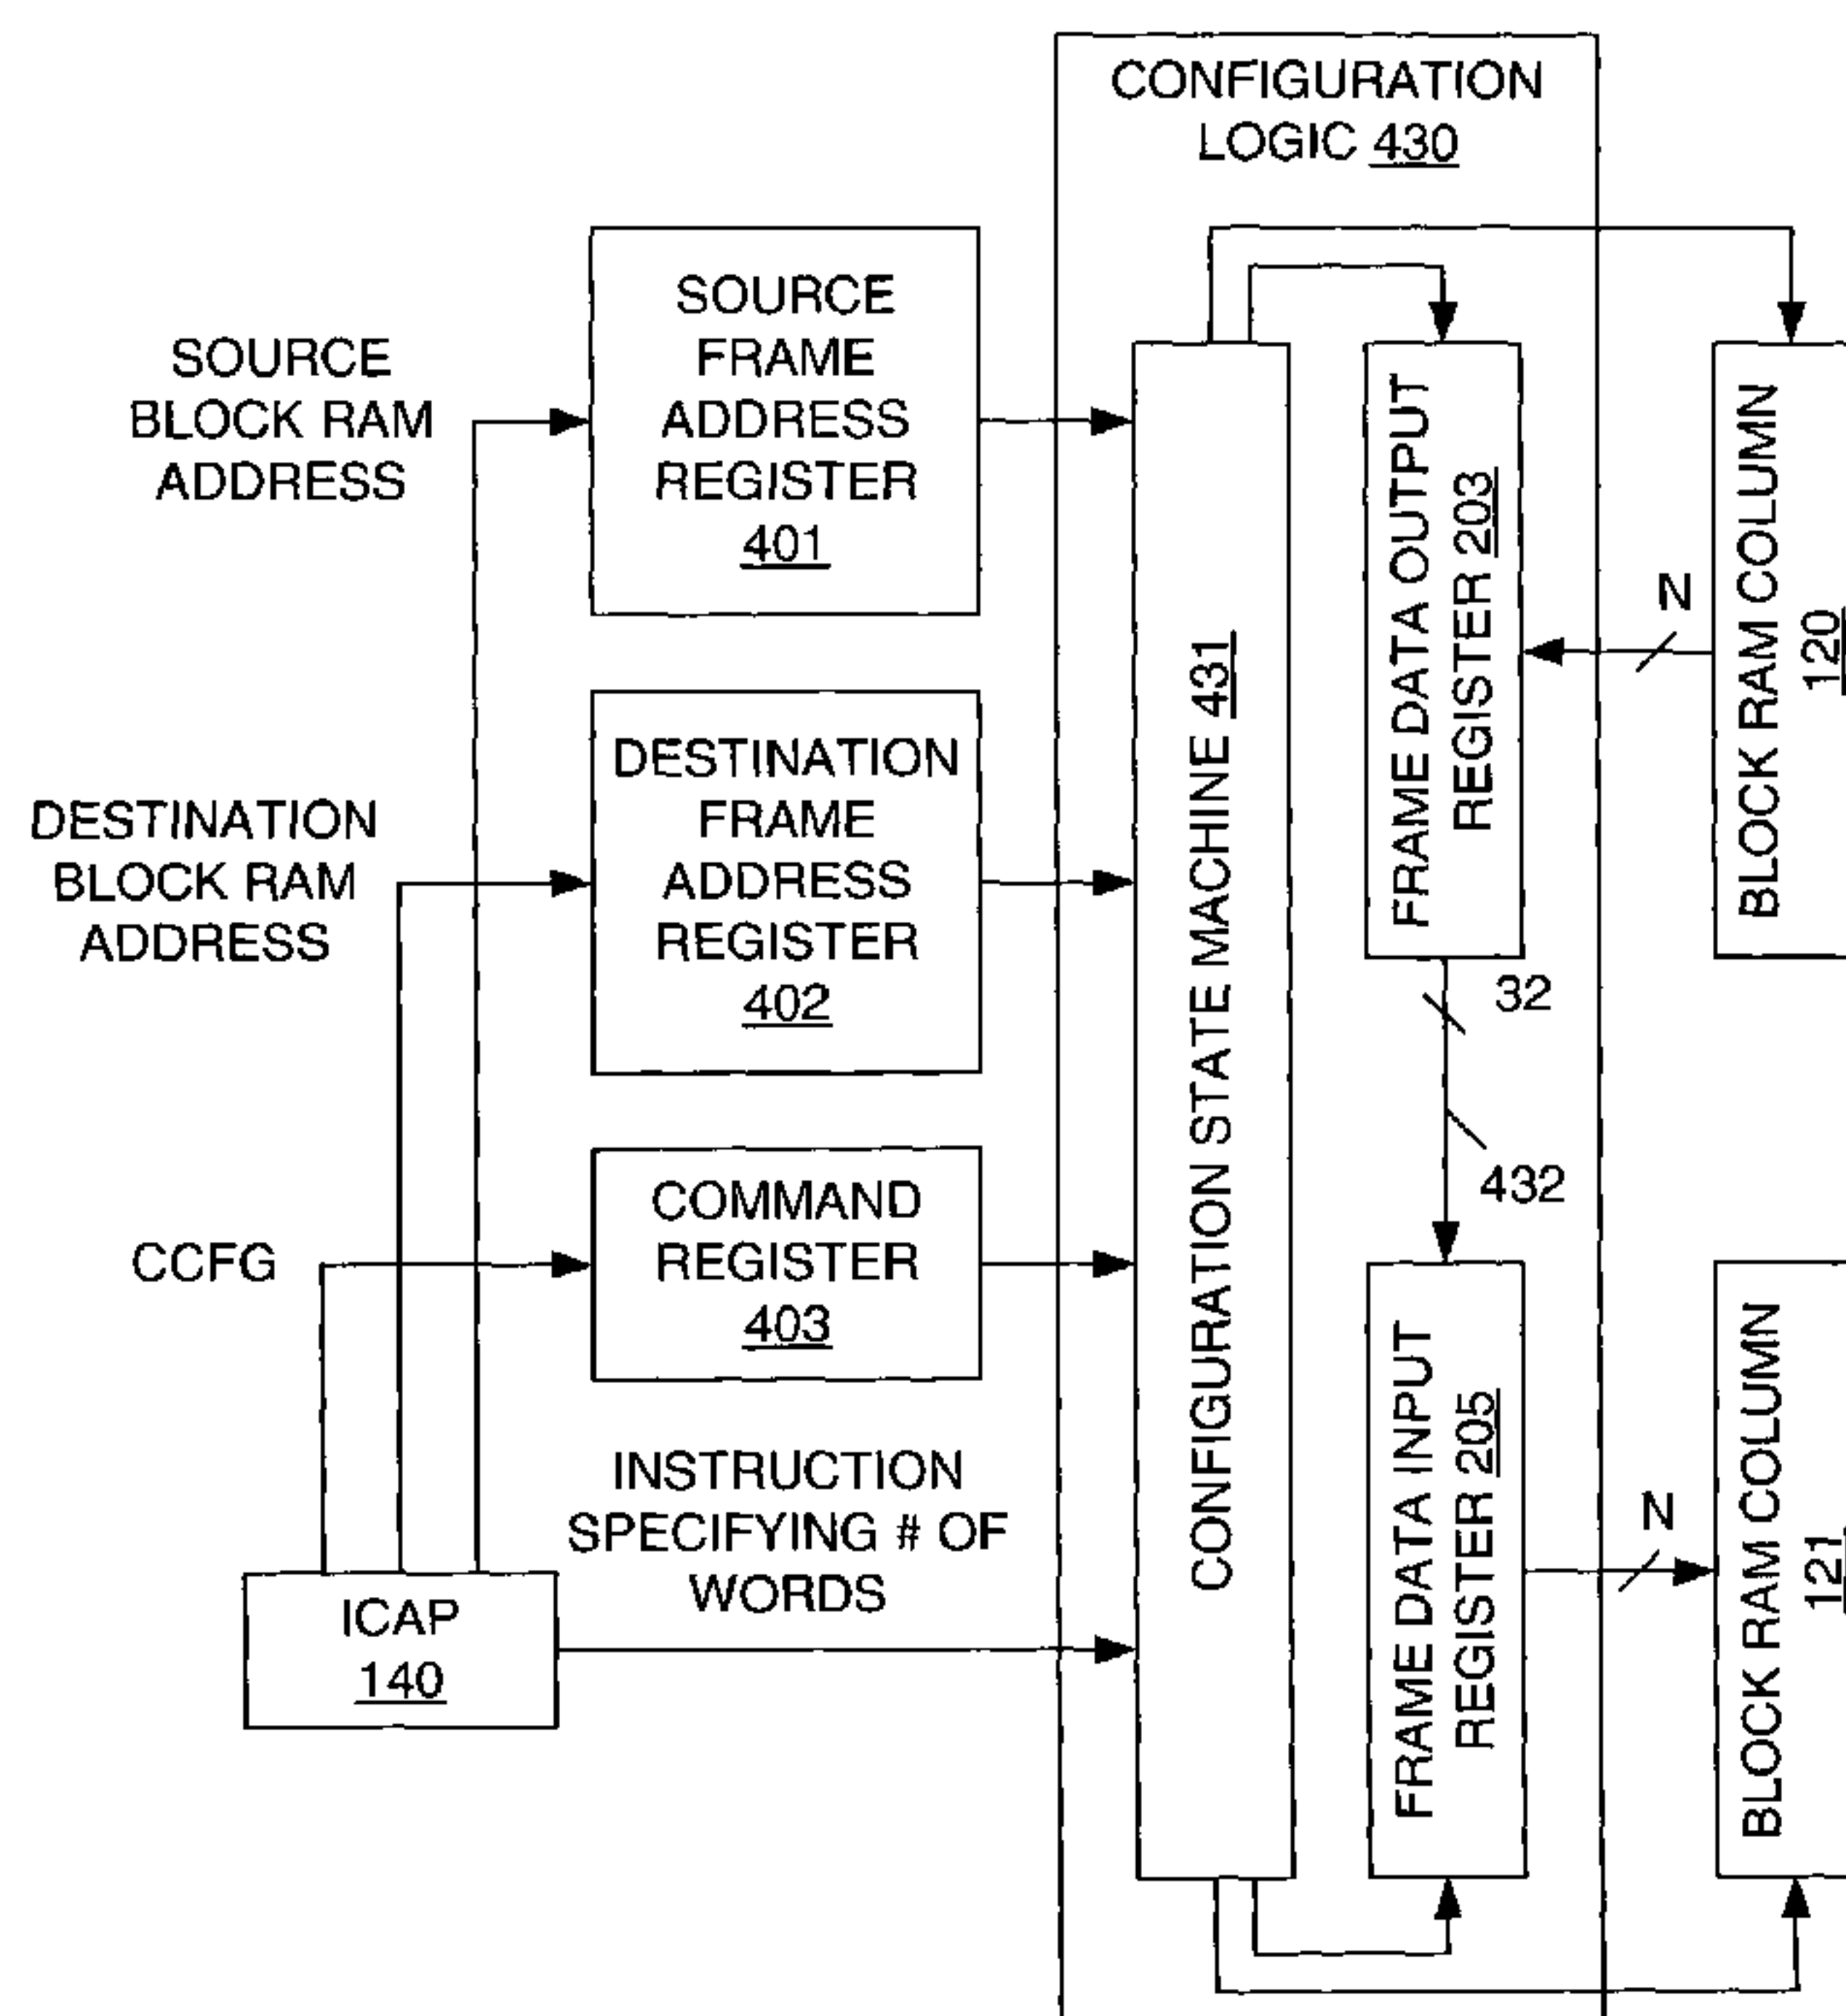 CONFIGURATION
LOGIC 430
SOURCE
BLOCK RAM
ADDRESS
SOURCE
FRAME
ADDRESS
REGISTER
401
DESTINATION
BLOCK RAM
ADDRESS
DESTINATION
FRAME
ADDRESS
REGISTER
402
CCFG
COMMAND
REGISTER
403
INSTRUCTION
SPECIFYING # OF
WORDS
ICAP
140
CONFIGURATION STATE MACHINE 431
FRAME DATA OUTPUT
REGISTER 203
N
BLOCK RAM COLUMN
120
32
432
FRAME DATA INPUT
REGISTER 205
N
BLOCK RAM COLUMN
121